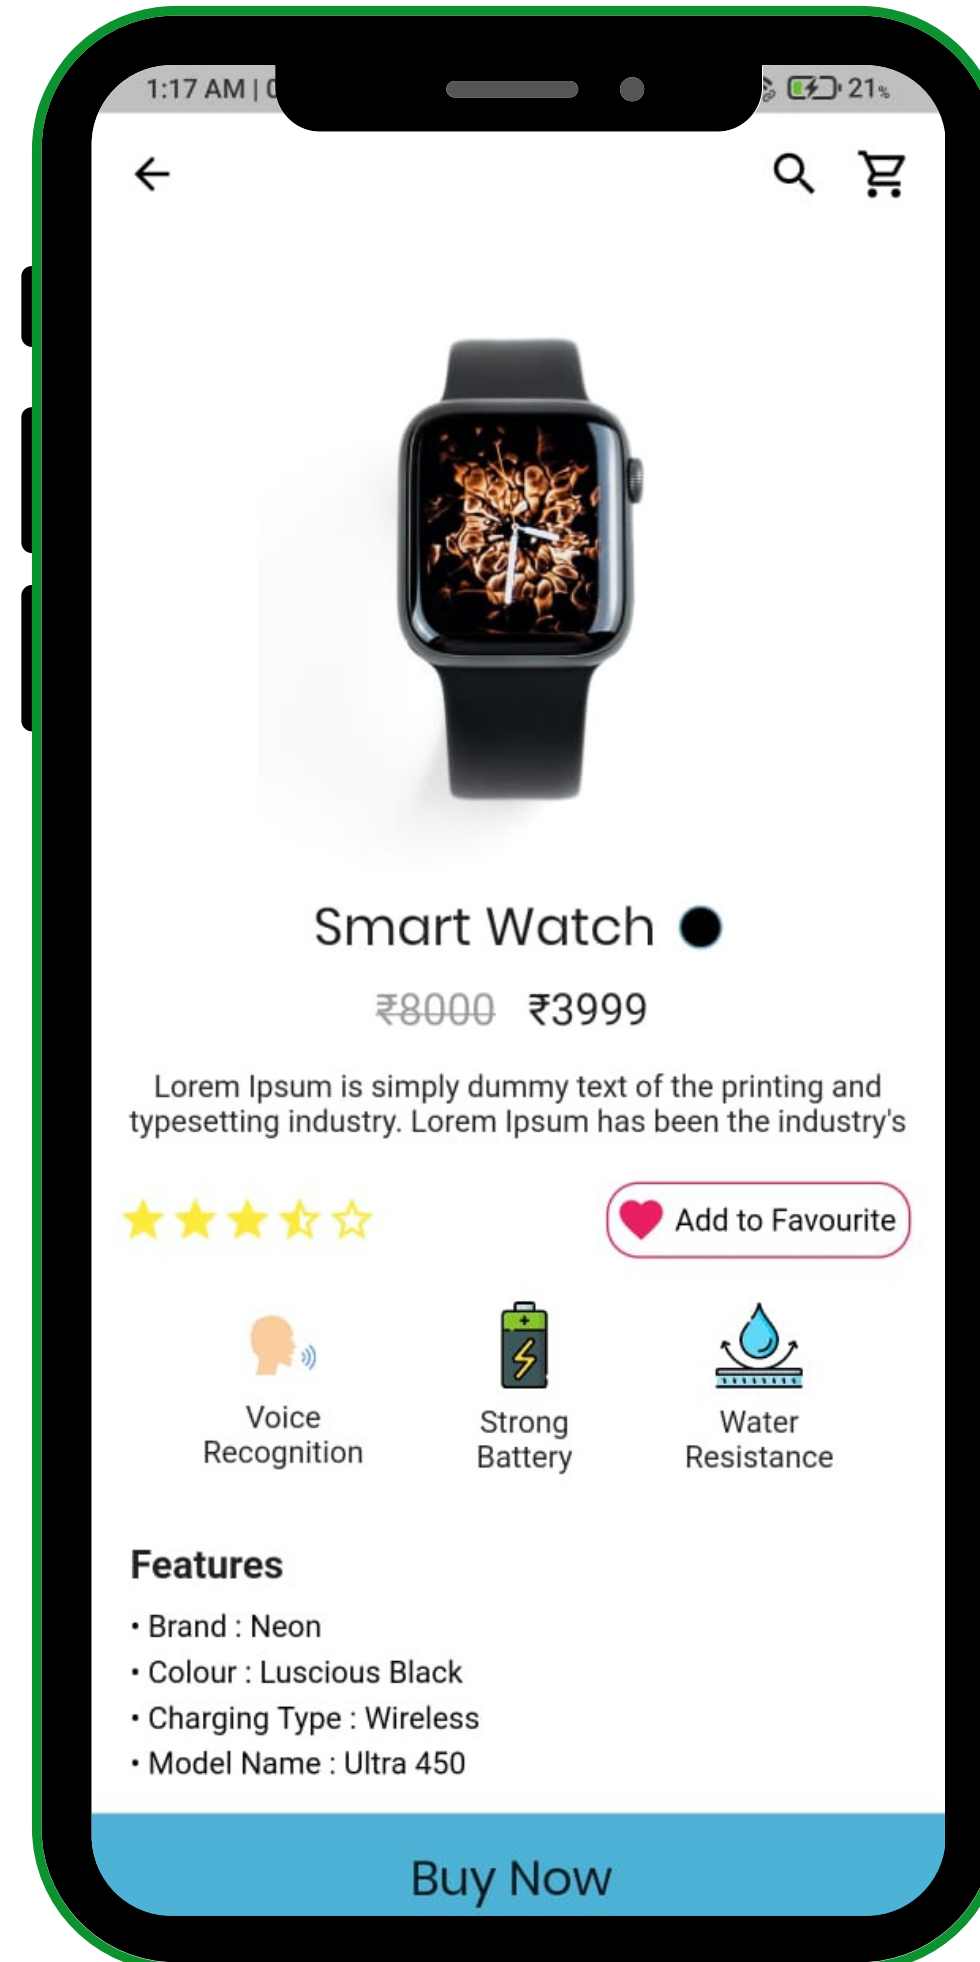 1:17 AM | 21%
Smart Watch
₹8000 ₹3999
Lorem Ipsum is simply dummy text of the printing and
typesetting industry. Lorem Ipsum has been the industry's
Add to Favourite
Voice
Recognition
Strong
Battery
Water
Resistance
Features
• Brand : Neon
• Colour : Luscious Black
• Charging Type : Wireless
• Model Name : Ultra 450
Buy Now